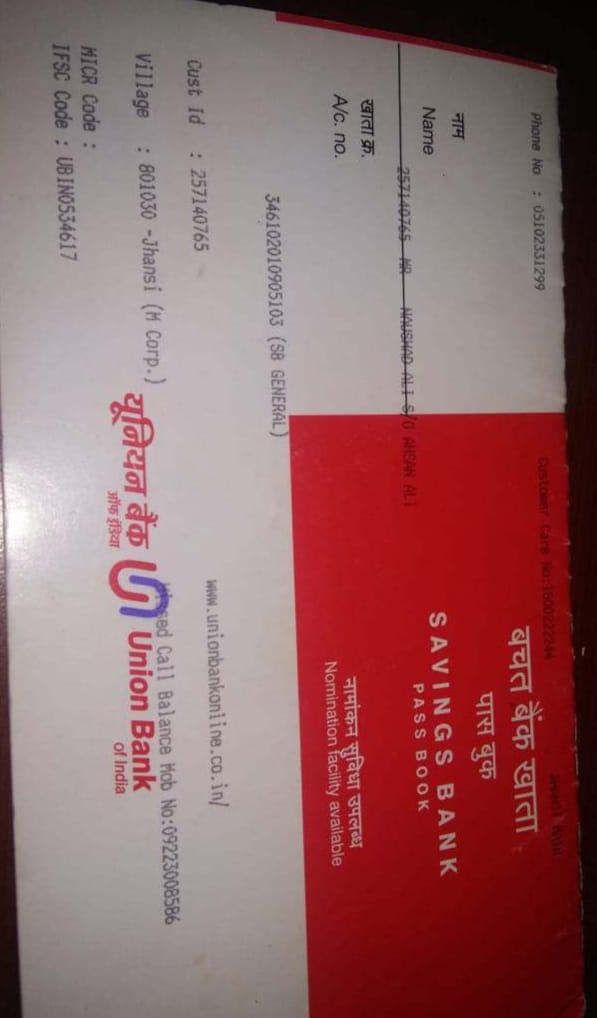 Phone No : 05102331299
Customer Care No:1800222244
बचत बैंक खाता
पास बुक
SAVINGS BANK
PASS BOOK
नाम
Name
257140765 MR NAUSHAD ALI S/O AHSAN ALI
खाता क्र.
A/c. no.
346102010905103 (SB GENERAL)
नामांकन सुविधा उपलब्ध
Nomination facility available
Cust Id : 257140765
www.unionbankoniine.co.in/
Village : 801030 -Jhansi (M Corp.)
Missed Call Balance Mob No:09223008586
MICR Code :
IFSC Code : UBIN0534617
यूनियन बैंक
ऑफ इंडिया
Union Bank
of India